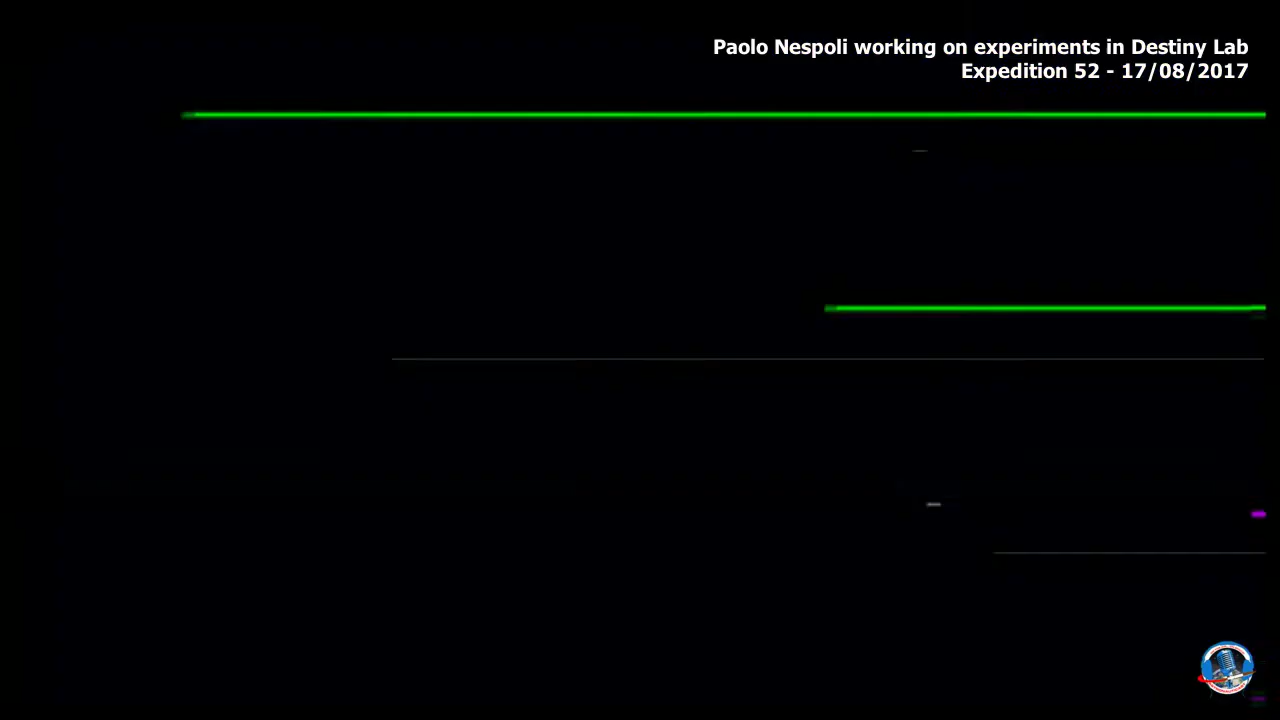 Paolo Nespoli working on experiments in Destiny Lab
Expedition 52 - 17/08/2017